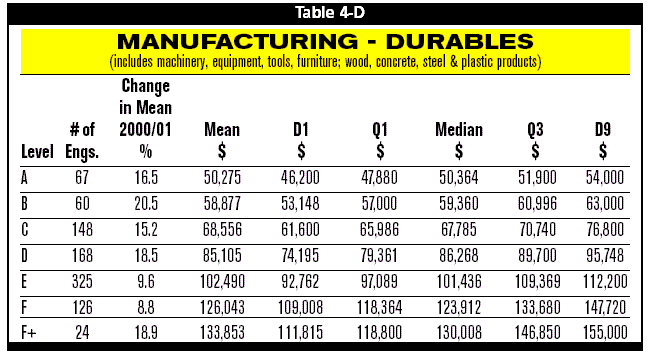 Table 4-D
MANUFACTURING - DURABLES
(includes machinery, equipment, tools, furniture; wood, concrete, steel & plastic products)
Change
in Mean
# of 2000/01 Mean D1 Q1 Median Q3 D9
Level Engs. % $ $ $ $ $ $
A 67 16.5 50,275 46,200 47,880 50,364 51,900 54,000
B 60 20.5 58,877 53,148 57,000 59,360 60,996 63,000
C 148 15.2 68,556 61,600 65,986 67,785 70,740 76,800
D 168 18.5 85,105 74,195 79,361 86,268 89,700 95,748
E 325 9.6 102,490 92,762 97,089 101,436 109,369 112,200
F 126 8.8 126,043 109,008 118,364 123,912 133,680 147,720
F+ 24 18.9 133,853 111,815 118,800 130,008 146,850 155,000